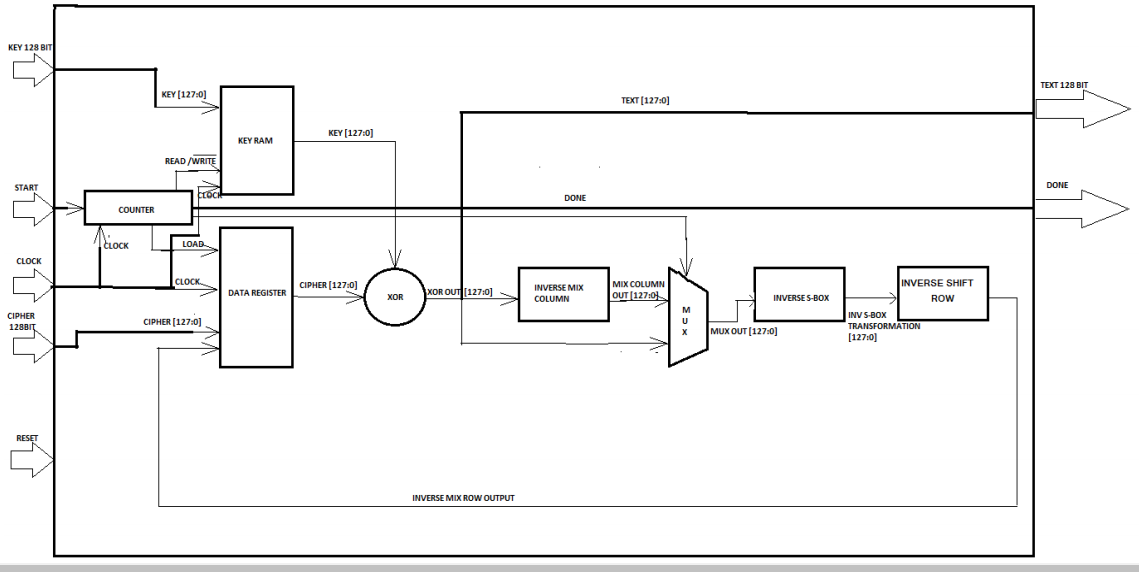 KEY 128 BIT
KEY [127:0]
TEXT [127:0]
TEXT 128 BIT
KEY RAM
KEY [127:0]
READ /WRITE
START
CLOCK
DONE
DONE
COUNTER
CLOCK
LOAD
CLOCK
CLOCK
DATA REGISTER
CIPHER [127:0]
XOR
XOR OUT [127:0]
INVERSE MIX
COLUMN
MIX COLUMN
OUT [127:0]
M
U
X
MUX OUT [127:0]
INVERSE S-BOX
INV S-BOX
TRANSFORMATION
[127:0]
INVERSE SHIFT
ROW
CIPHER
128BIT
CIPHER [127:0]
RESET
INVERSE MIX ROW OUTPUT